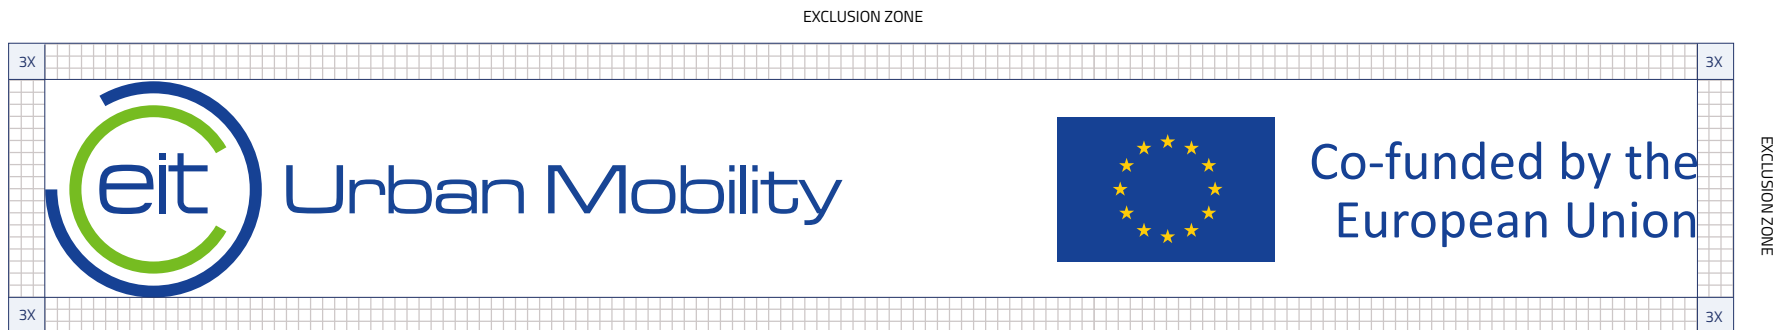 EXCLUSION ZONE
3X
3X
eit Urban Mobility
Co-funded by the
European Union
EXCLUSION ZONE
3X
3X